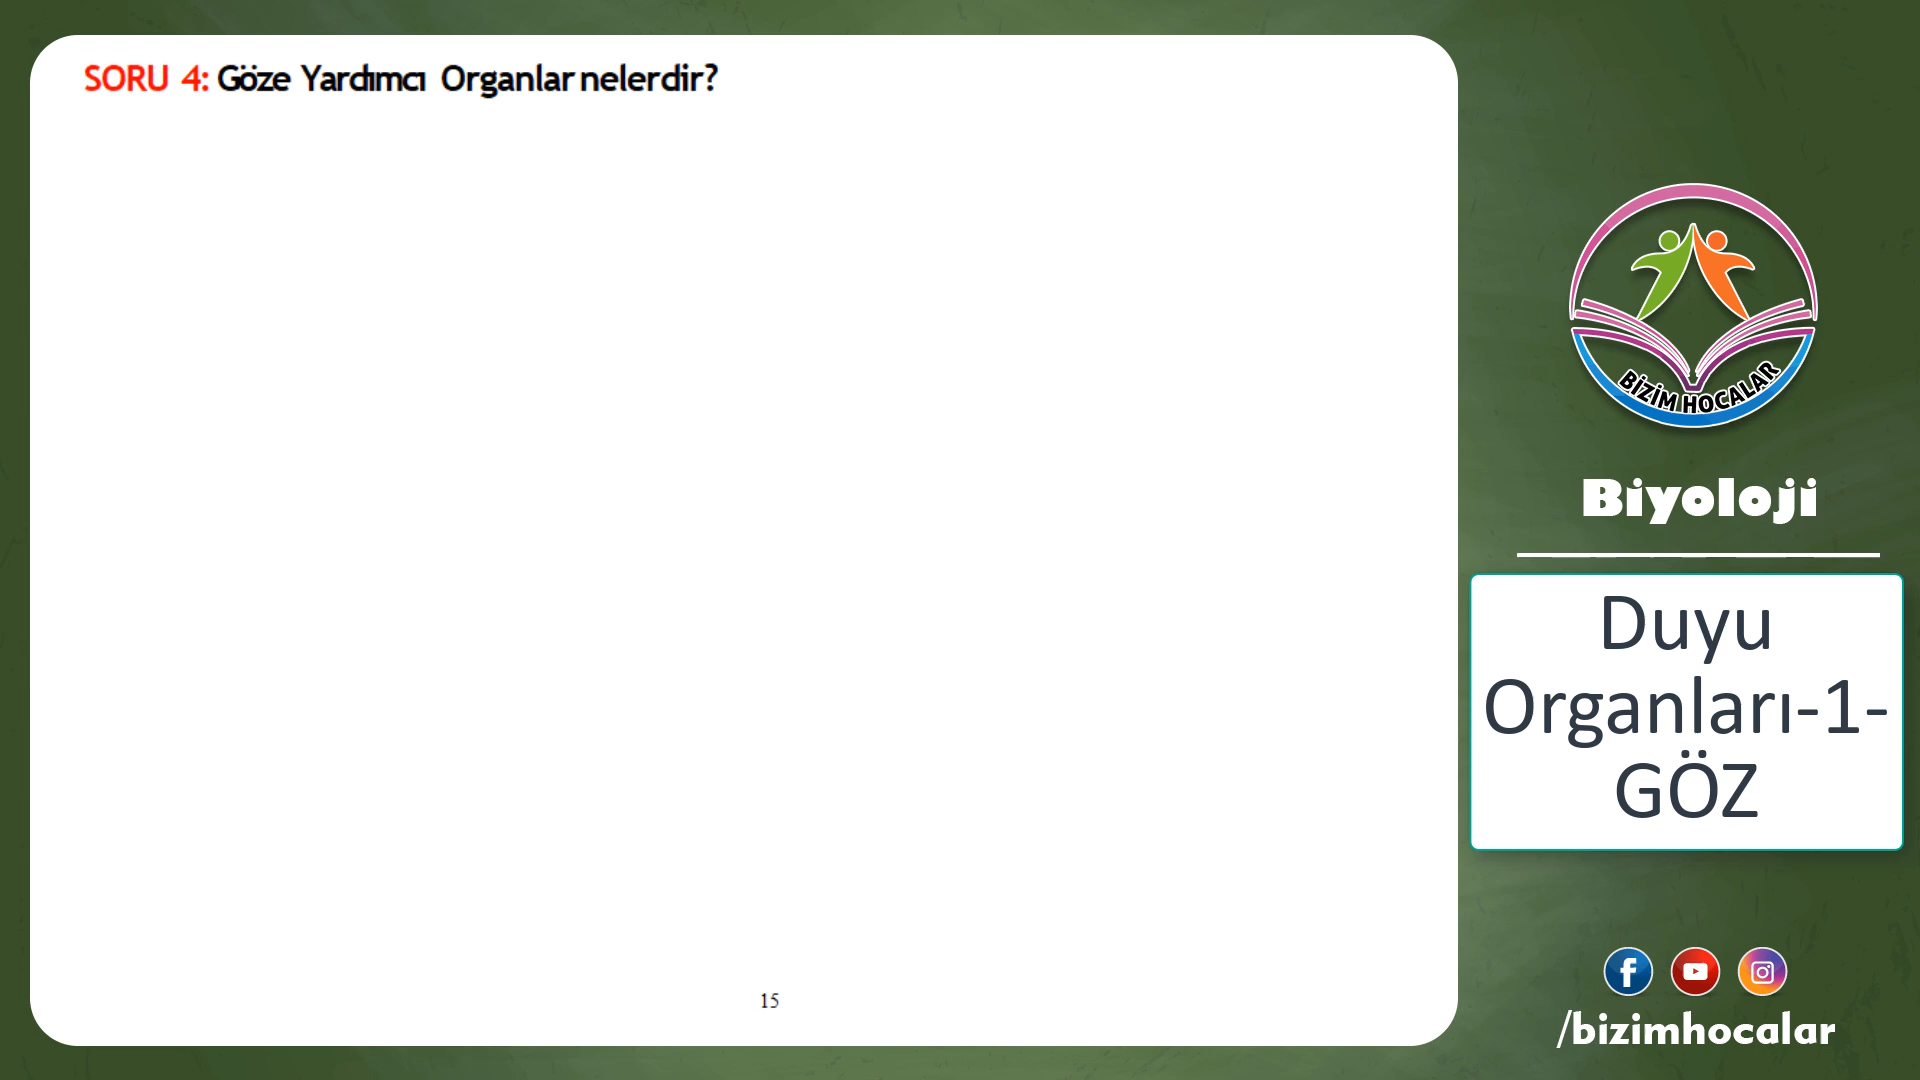 SORU 4: Göze Yardımcı Organlar nelerdir?
15
BİZİM HOCALAR
Biyoloji
Duyu
Organları-1-
GÖZ
/bizimhocalar